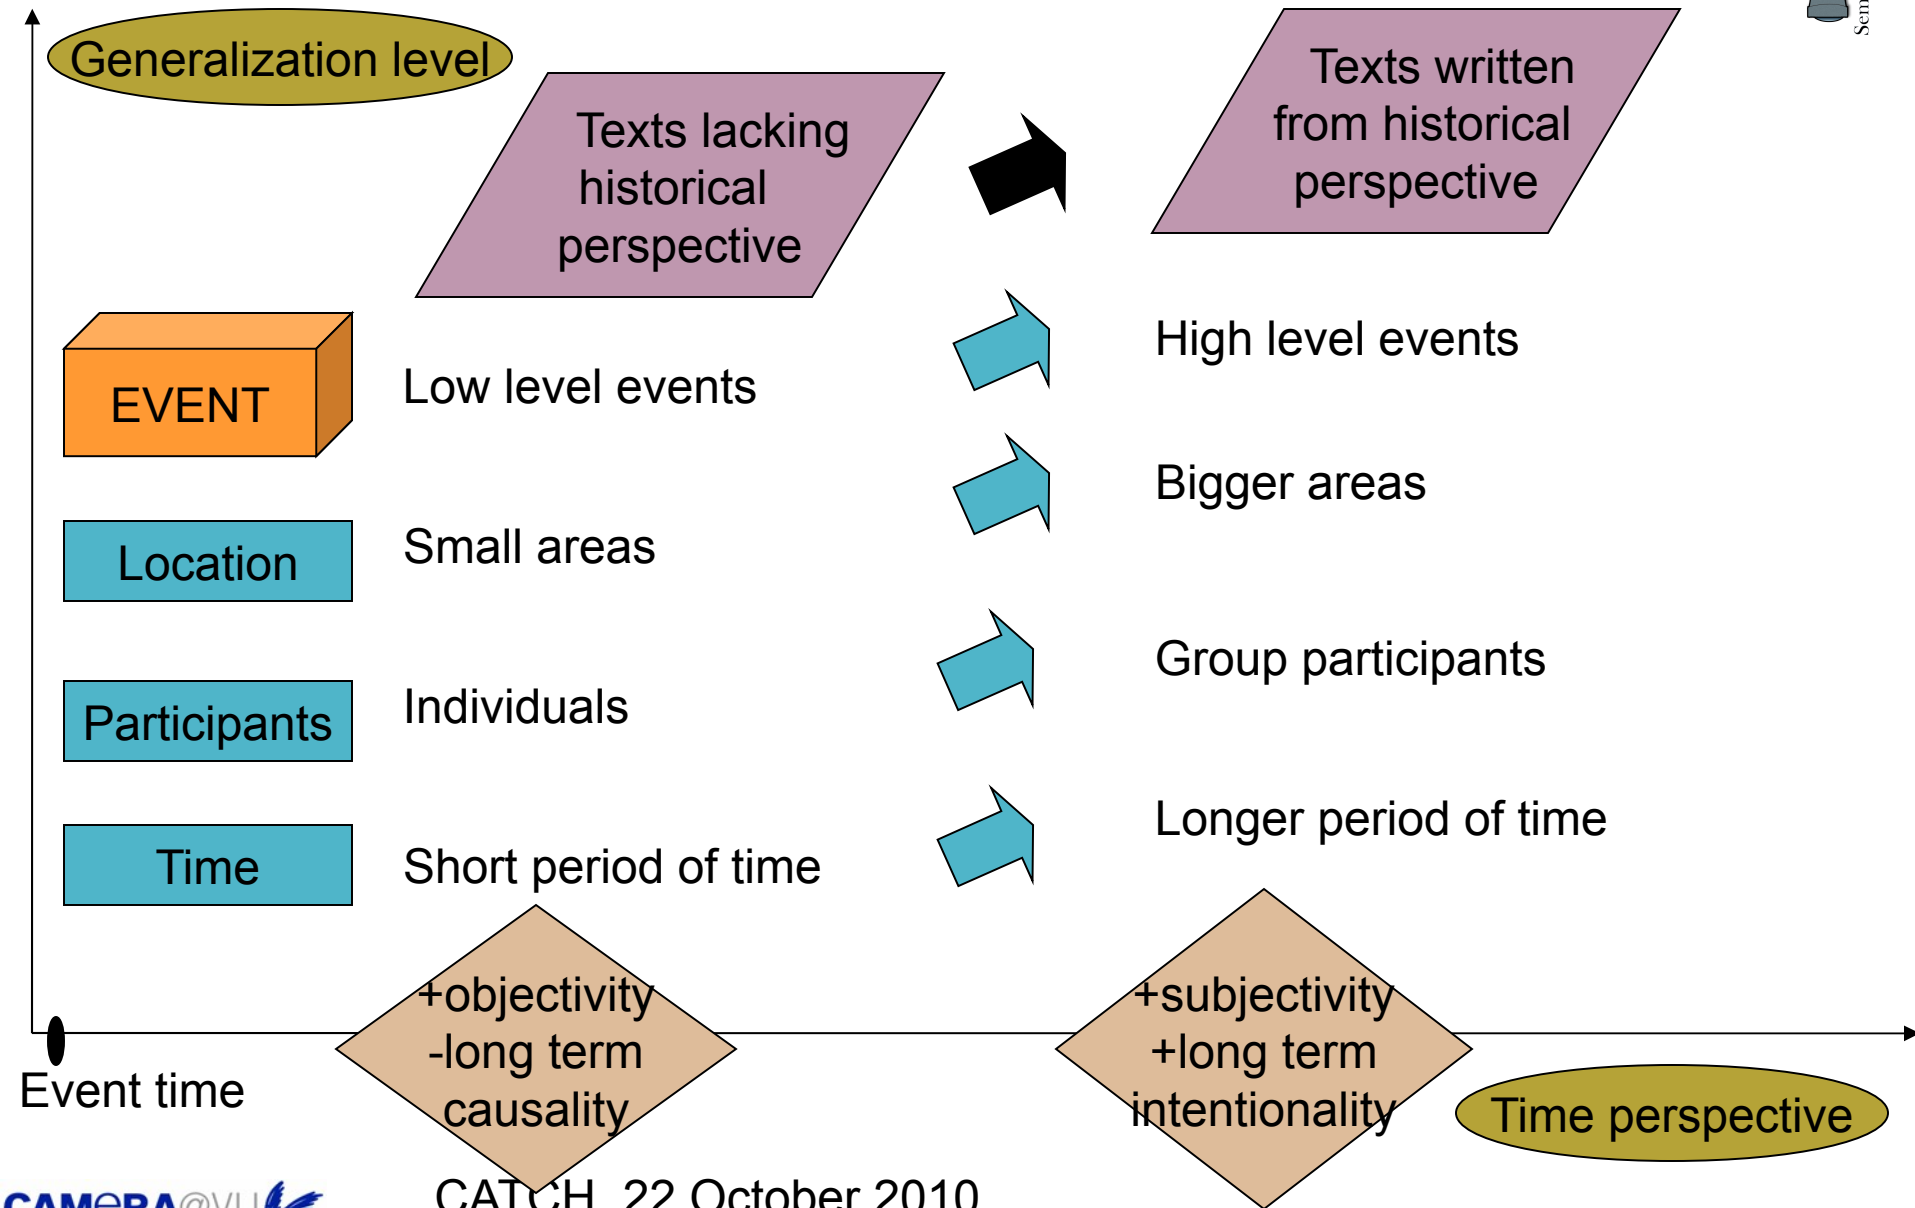 Generalization level
Texts lacking
historical
perspective
Texts written
from historical
perspective
EVENT
Low level events
High level events
Location
Small areas
Bigger areas
Participants
Individuals
Group participants
Time
Short period of time
Longer period of time
+objectivity
-long term
causality
+subjectivity
+long term
intentionality
Event time
Time perspective
CAMeRA@VU
CATCH 22 October 2010